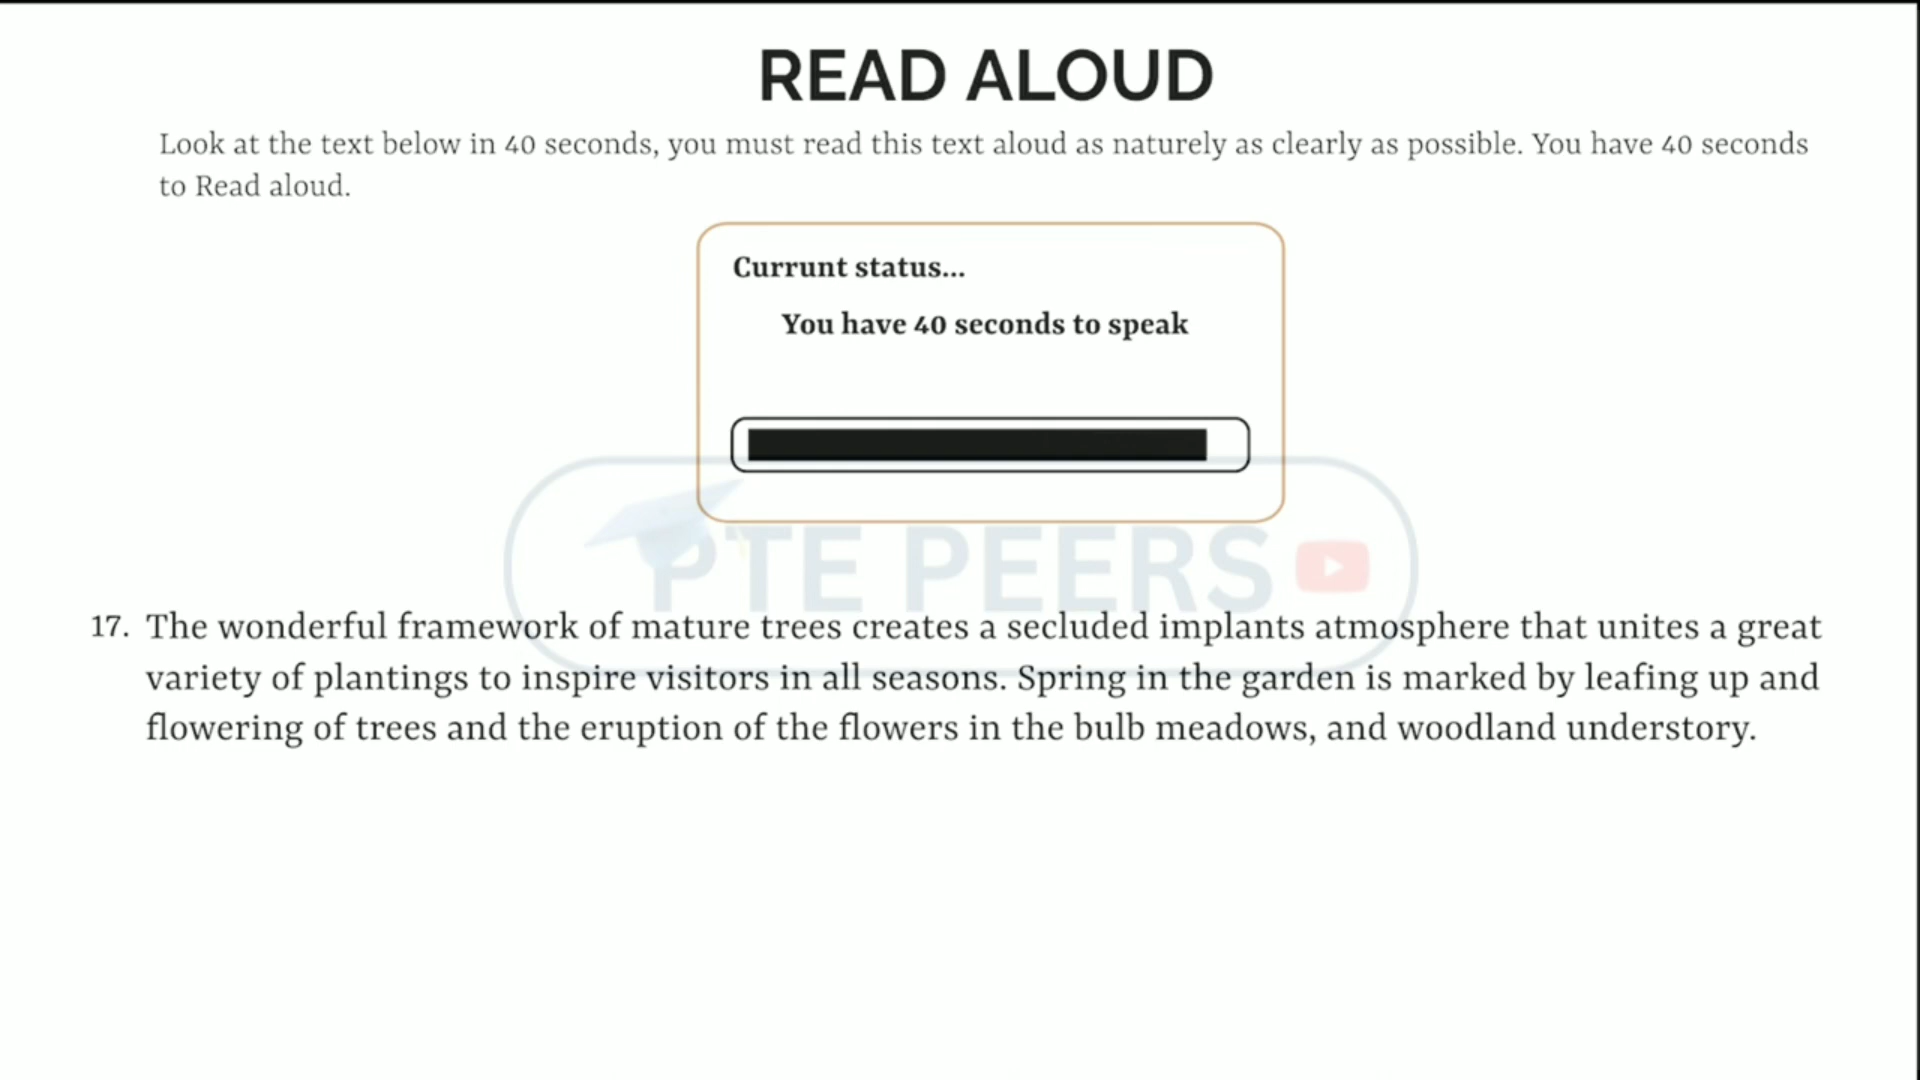 READ ALOUD
Look at the text below in 40 seconds, you must read this text aloud as naturely as clearly as possible. You have 40 seconds
to Read aloud.
Currunt status...
You have 40 seconds to speak
PTE PEERS
17. The wonderful framework of mature trees creates a secluded implants atmosphere that unites a great
variety of plantings to inspire visitors in all seasons. Spring in the garden is marked by leafing up and
flowering of trees and the eruption of the flowers in the bulb meadows, and woodland understory.